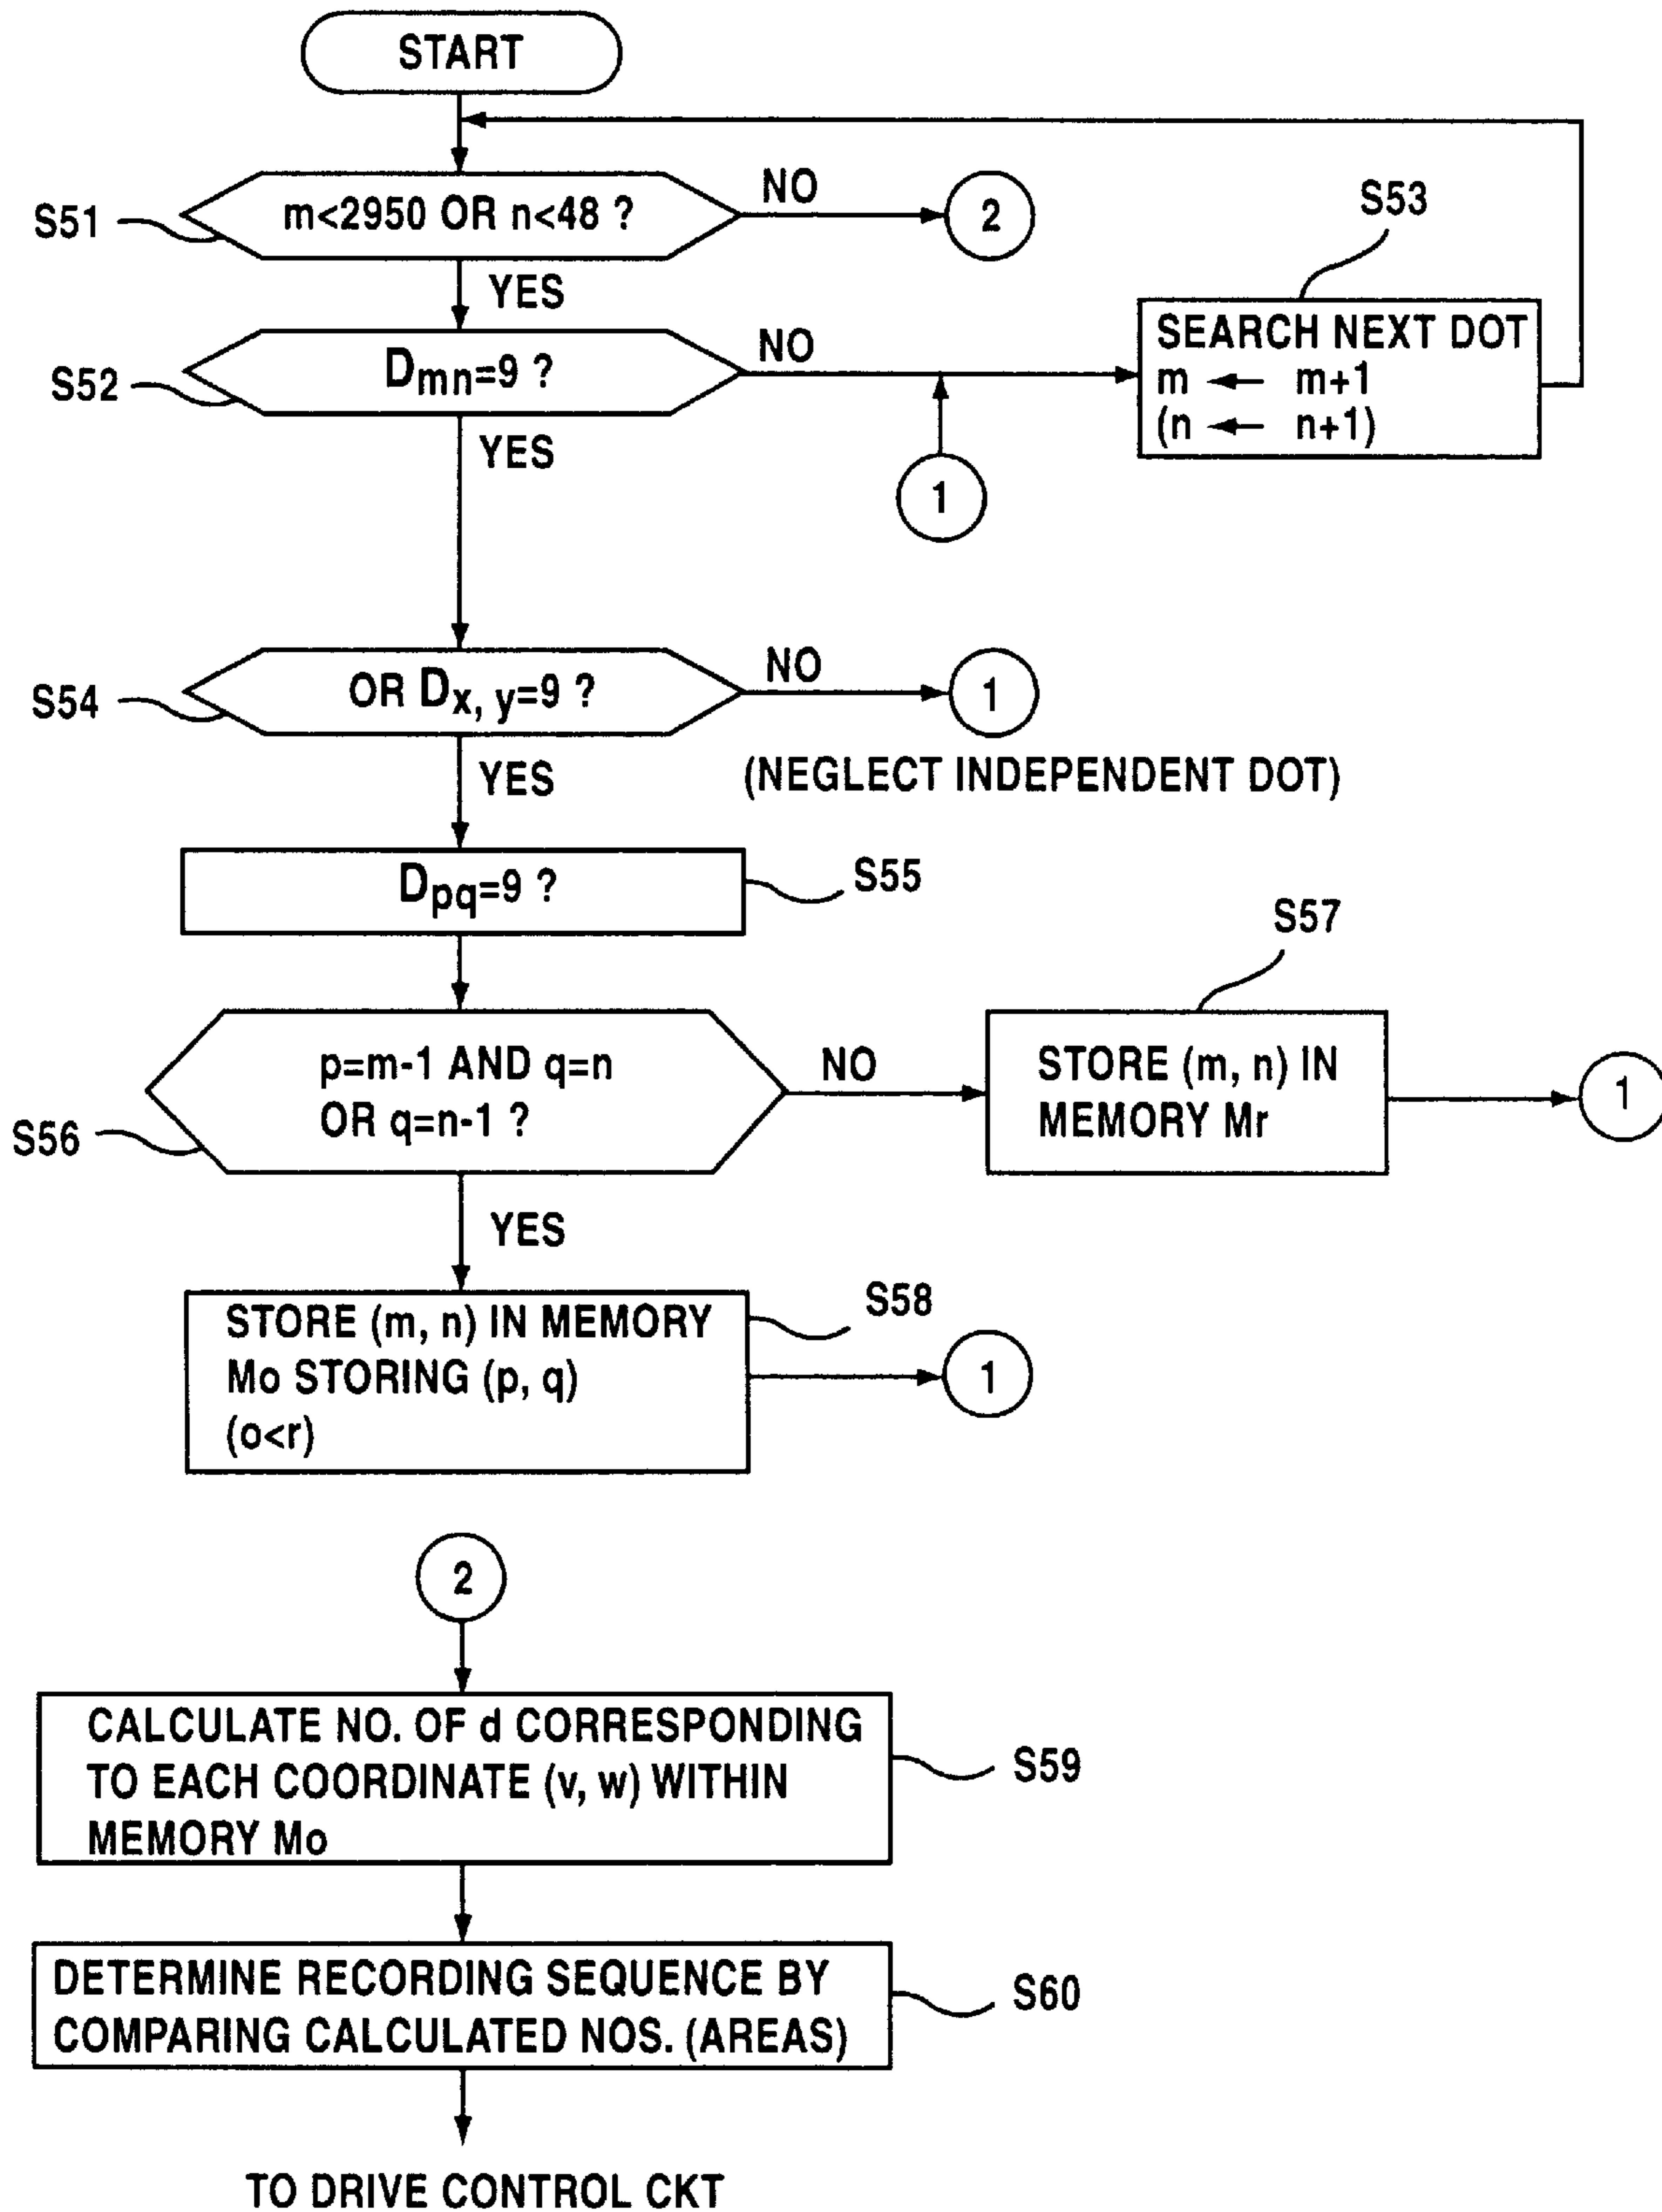 START
m<2950 OR n<48 ?
NO
2
S51
YES
S53
SEARCH NEXT DOT
m ← m+1
(n ← n+1)
Dmn=9 ?
NO
S52
YES
1
OR Dx, y=9 ?
NO
1
S54
YES
(NEGLECT INDEPENDENT DOT)
Dpq=9 ?
S55
S57
p=m-1 AND q=n
OR q=n-1 ?
NO
STORE (m, n) IN
MEMORY Mr
1
S56
YES
STORE (m, n) IN MEMORY
Mo STORING (p, q)
(o<r)
S58
1
2
CALCULATE NO. OF d CORRESPONDING
TO EACH COORDINATE (v, w) WITHIN
MEMORY Mo
S59
DETERMINE RECORDING SEQUENCE BY
COMPARING CALCULATED NOS. (AREAS)
S60
TO DRIVE CONTROL CKT